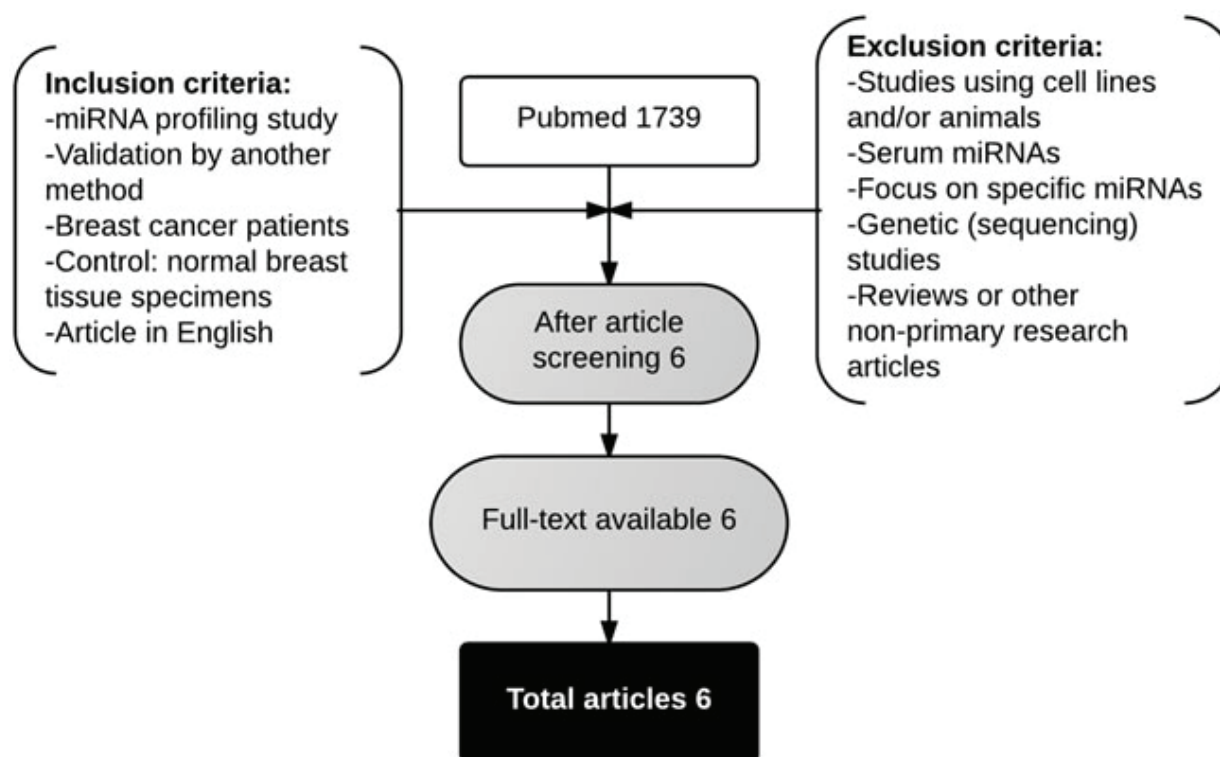 Inclusion criteria:
-miRNA profiling study
-Validation by another
method
-Breast cancer patients
-Control: normal breast
tissue specimens
-Article in English
Pubmed 1739
Exclusion criteria:
-Studies using cell lines
and/or animals
-Serum miRNAs
-Focus on specific miRNAs
-Genetic (sequencing)
studies
-Reviews or other
non-primary research
articles
After article
screening 6
Full-text available 6
Total articles 6